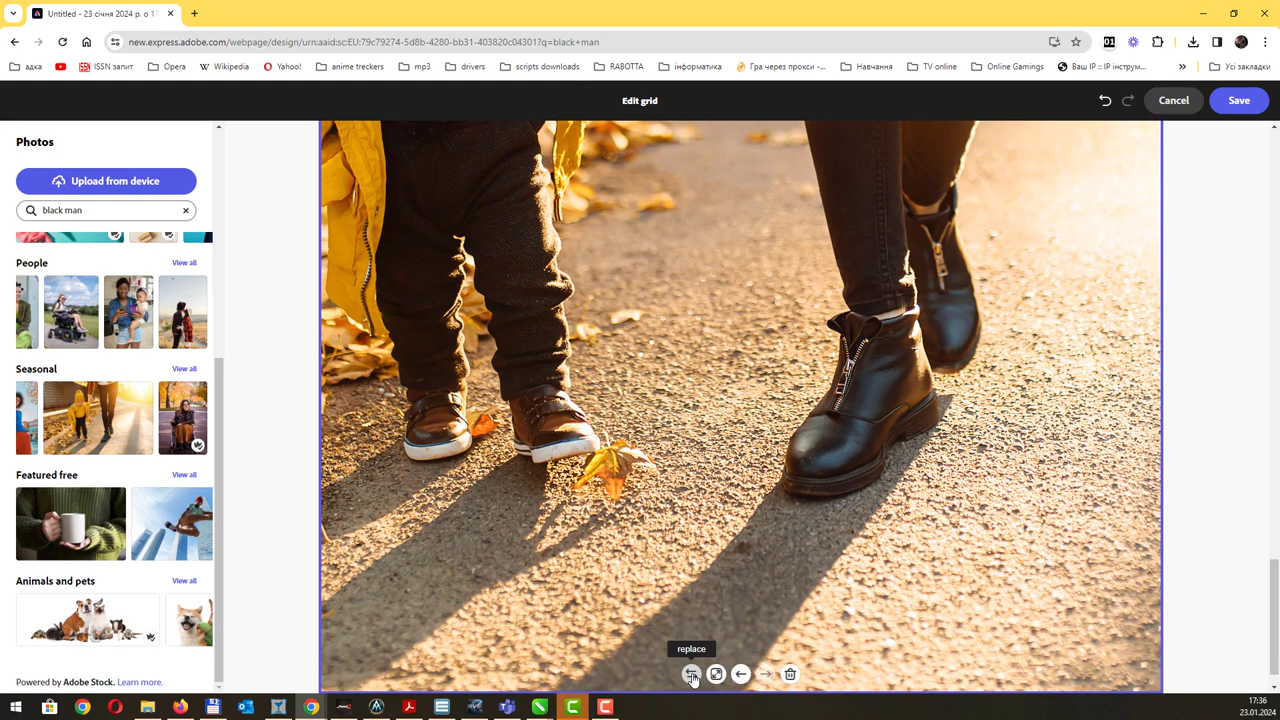 Untitled - 23 січня 2024 р. о 17
new.express.adobe.com/webpage/design/urn:aaid:sc:EU:79c79274-5d8b-4280-bb31-403820c04301?q=black+man
адка
ISSN запит
Opera
Wikipedia
Yahoo!
anime treckers
mp3
drivers
scripts downloads
RABOTTA
інформатика
Гра через прокси -...
Навчання
TV online
Online Gamings
Ваш IP :: IP інструм...
Усі закладки
Edit grid
Cancel
Save
Photos
Upload from device
black man
People
View all
Seasonal
View all
Featured free
View all
Animals and pets
View all
replace
Powered by Adobe Stock. Learn more.
17:36
23.01.2024